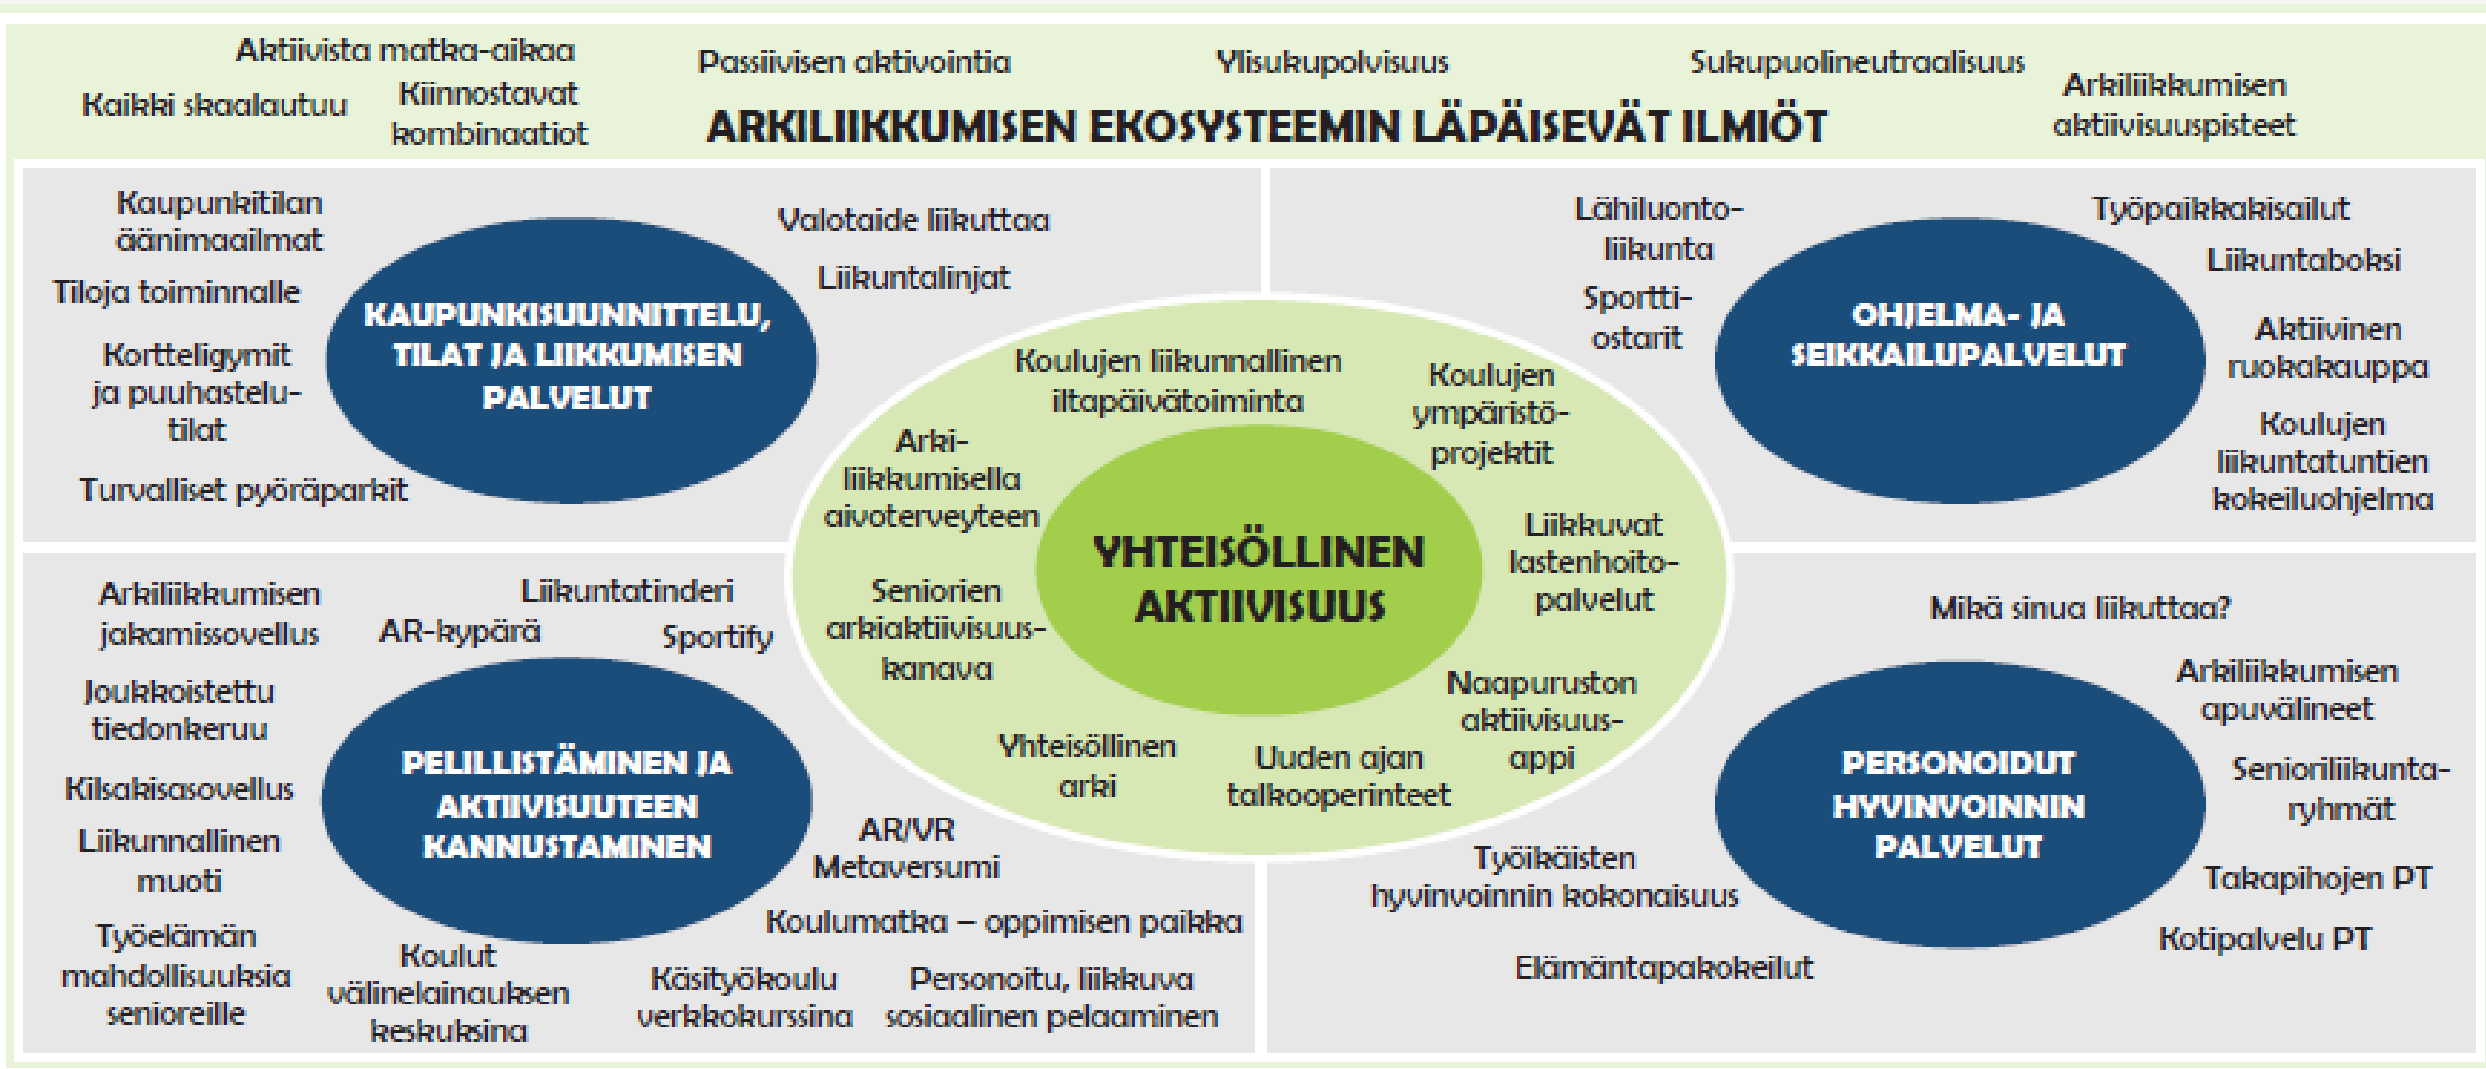 Aktiivista matka-aikaa
Kaikki skaalautuu
Kiinnostavat
kombinaatiot
Passiivisen aktivointia
Ylisukupolvisuus
Sukupuolineutraalisuus
Arkiliikkumisen
aktiivisuuspisteet
ARKILIIKKUMISEN EKOSYSTEEMIN LÄPÄISEVÄT ILMIÖT
Kaupunkitilan
äänimaailmat
Tiloja toiminnalle
Kortteligymit
ja puuhastelu-
tilat
Turvalliset pyöräparkit
KAUPUNKISUUNNITTELU,
TILAT JA LIIKKUMISEN
PALVELUT
Valotaide liikuttaa
Liikuntalinjat
Lähiluonto-
liikunta
Sportti-
ostarit
OHJELMA- JA
SEIKKAILUPALVELUT
Työpaikkakisailut
Liikuntaboksi
Aktiivinen
ruokakauppa
Koulujen
liikuntatuntien
kokeiluohjelma
Koulujen liikunnallinen
iltapäivätoiminta
Koulujen
ympäristö-
projektit
Arki-
liikkumisella
aivoterveyteen
YHTEISÖLLINEN
AKTIIVISUUS
Liikkuvat
lastenhoito-
palvelut
Seniorien
arkiaktiivisuus-
kanava
Naapuruston
aktiivisuus-
appi
Yhteisöllinen
arki
Uuden ajan
talkooperinteet
Arkiliikkumisen
jakamissovellus
Liikuntatinderi
AR-kypärä
Sportify
Joukkoistettu
tiedonkeruu
Kilsakisasovellus
Liikunnallinen
muoti
Työelämän
mahdollisuuksia
senioreille
PELILLISTÄMINEN JA
AKTIIVISUUTEEN
KANNUSTAMINEN
AR/VR
Metaversumi
Koulumatka – oppimisen paikka
Koulut
välinelainauksen
keskuksina
Käsityökoulu
verkkokurssina
Personoitu, liikkuva
sosiaalinen pelaaminen
Mikä sinua liikuttaa?
Arkiliikkumisen
apuvälineet
PERSONOIDUT
HYVINVOINNIN
PALVELUT
Senioriliikunta-
ryhmät
Työikäisten
hyvinvoinnin kokonaisuus
Takapihojen PT
Kotipalvelu PT
Elämäntapakokeilut